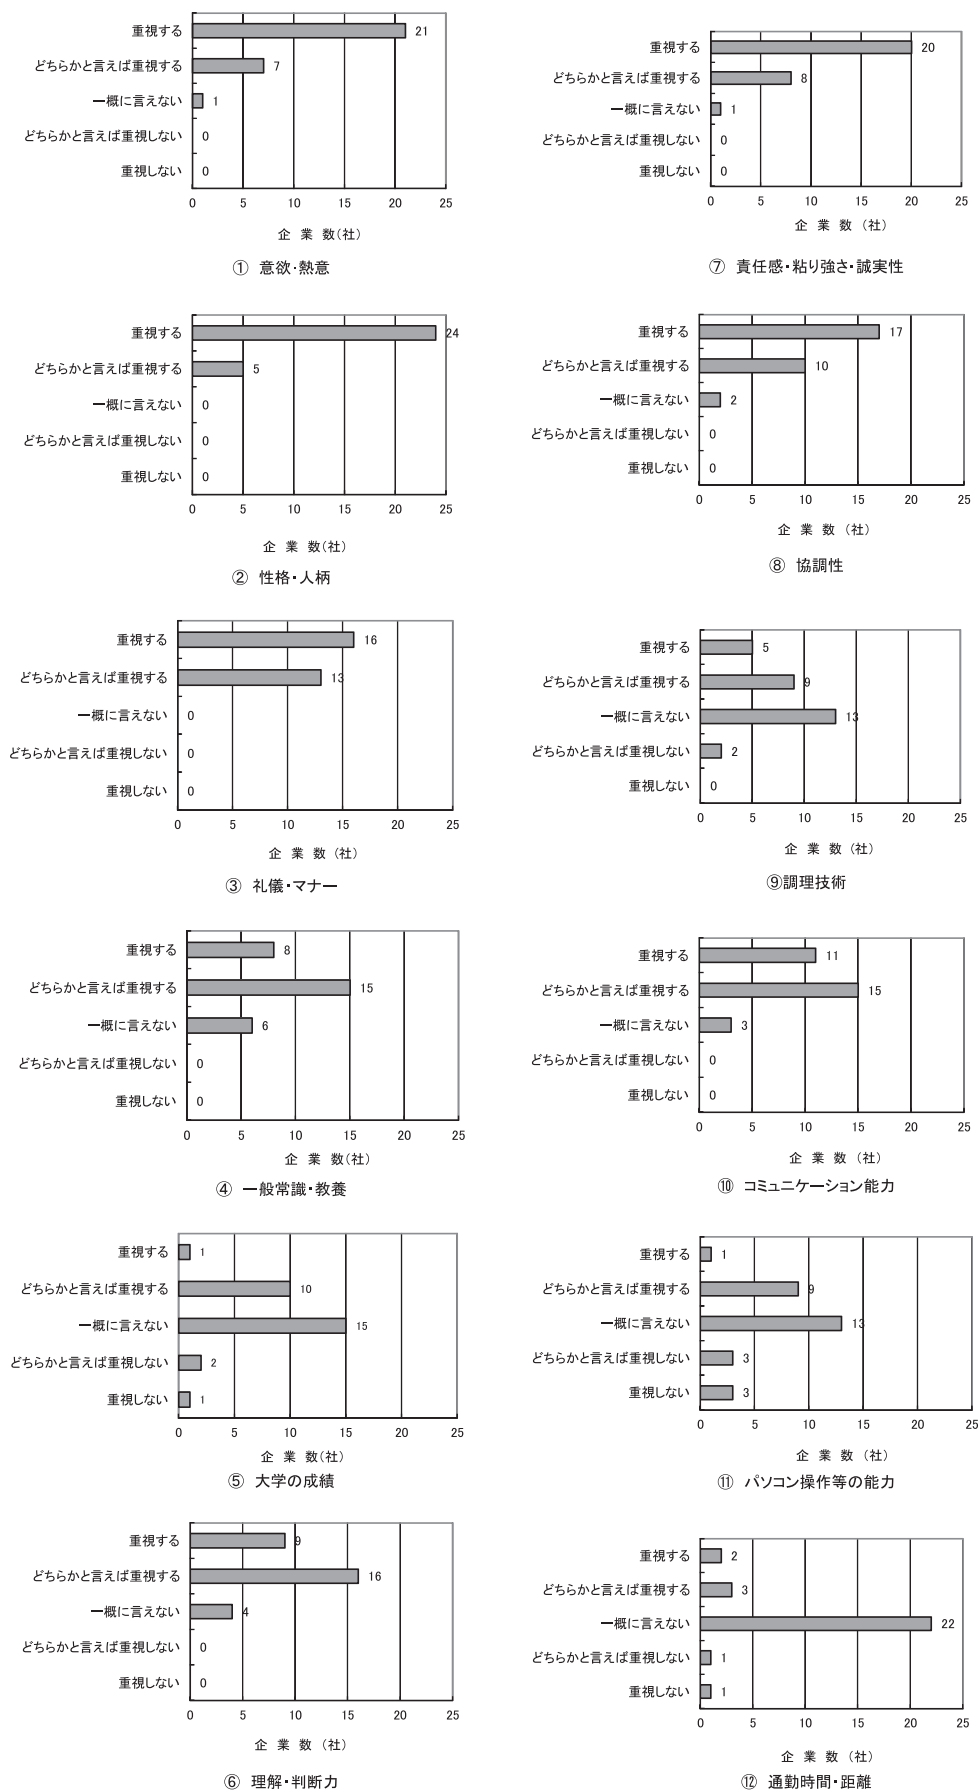 重視する
21
どちらかと言えば重視する
7
一概に言えない
1
どちらかと言えば重視しない
0
重視しない
0
0 5 10 15 20 25
企 業 数(社)
① 意欲・熱意
重視する
24
どちらかと言えば重視する
5
一概に言えない
0
どちらかと言えば重視しない
0
重視しない
0
0 5 10 15 20 25
企 業 数(社)
② 性格・人柄
重視する
16
どちらかと言えば重視する
13
一概に言えない
0
どちらかと言えば重視しない
0
重視しない
0
0 5 10 15 20 25
企 業 数 (社)
③ 礼儀・マナー
重視する
8
どちらかと言えば重視する
15
一概に言えない
6
どちらかと言えば重視しない
0
重視しない
0
0 5 10 15 20 25
企 業 数(社)
④ 一般常識・教養
重視する
1
どちらかと言えば重視する
10
一概に言えない
15
どちらかと言えば重視しない
2
重視しない
1
0 5 10 15 20 25
企 業 数(社)
⑤ 大学の成績
重視する
9
どちらかと言えば重視する
16
一概に言えない
4
どちらかと言えば重視しない
0
重視しない
0
0 5 10 15 20 25
企 業 数 (社)
⑥ 理解・判断力
重視する
20
どちらかと言えば重視する
8
一概に言えない
1
どちらかと言えば重視しない
0
重視しない
0
0 5 10 15 20 25
企 業 数 (社)
⑦ 責任感・粘り強さ・誠実性
重視する
17
どちらかと言えば重視する
10
一概に言えない
2
どちらかと言えば重視しない
0
重視しない
0
0 5 10 15 20 25
企 業 数 (社)
⑧ 協調性
重視する
5
どちらかと言えば重視する
9
一概に言えない
13
どちらかと言えば重視しない
2
重視しない
0
0 5 10 15 20 25
企 業 数 (社)
⑨調理技術
重視する
11
どちらかと言えば重視する
15
一概に言えない
3
どちらかと言えば重視しない
0
重視しない
0
0 5 10 15 20 25
企 業 数 (社)
⑩ コミュニケーション能力
重視する
1
どちらかと言えば重視する
9
一概に言えない
13
どちらかと言えば重視しない
3
重視しない
3
0 5 10 15 20 25
企 業 数 (社)
⑪ パソコン操作等の能力
重視する
2
どちらかと言えば重視する
3
一概に言えない
22
どちらかと言えば重視しない
1
重視しない
1
0 5 10 15 20 25
企 業 数 (社)
⑫ 通勤時間・距離